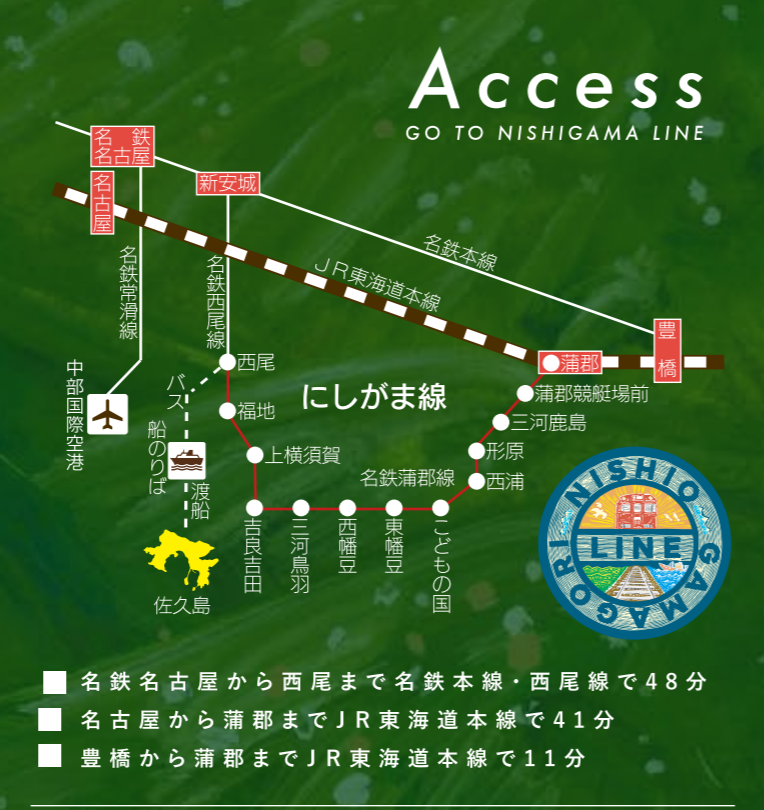 Access
GO TO NISHIGAMA LINE
名鉄
名古屋
名古屋
新安城
名鉄本線
JR東海道本線
名鉄常滑線
名鉄西尾線
豊橋
蒲郡
中部国際空港
バス
船のりば
渡船
佐久島
西尾
福地
上横須賀
にしがま線
名鉄蒲郡線
蒲郡競艇場前
三河鹿島
形原
西浦
吉良吉田
三河鳥羽
西幡豆
東幡豆
こどもの国
NISHIO
LINE
GAMAGORI
名鉄名古屋から西尾まで名鉄本線・西尾線で48分
名古屋から蒲郡までJR東海道本線で41分
豊橋から蒲郡までJR東海道本線で11分